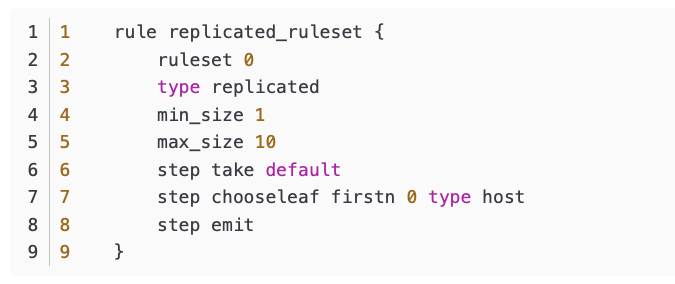 1 1 rule replicated_ruleset {
2 2 ruleset 0
3 3 type replicated
4 4 min_size 1
5 5 max_size 10
6 6 step take default
7 7 step chooseleaf firstn 0 type host
8 8 step emit
9 9 }